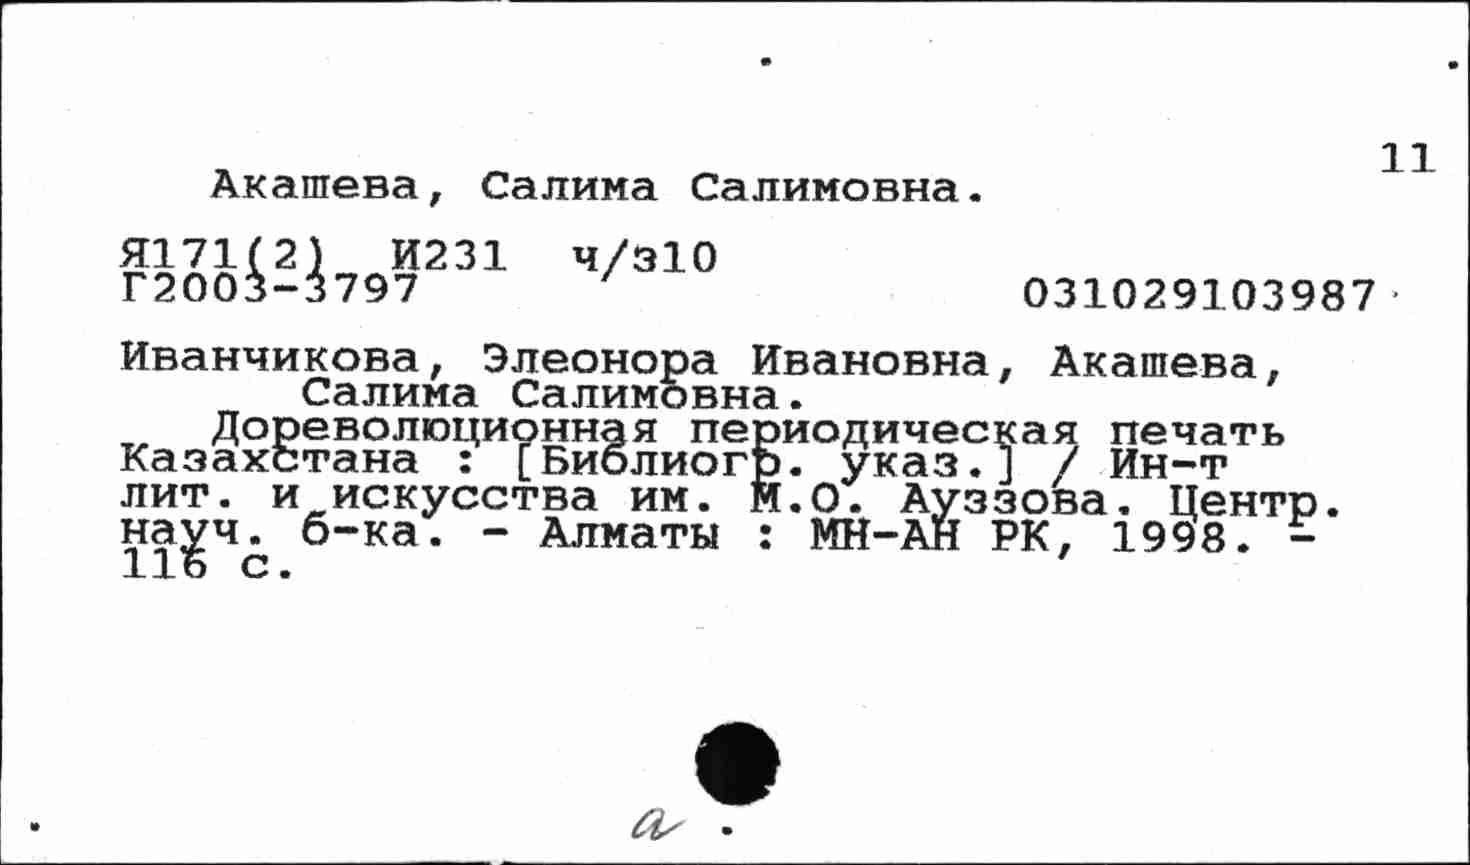 11
Акашева, Салима Салимовна.
Я171(2) И231 ч/з10
Г2003-3797
031029103987
Иванчикова, Элеонора Ивановна, Акашева,
Салима Салимовна.
Дореволюционная периодическая печать
Казахстана : [Библиогр. указ.] / Ин-т
лит. и искусства им. М.О. Ауэзова. Центр.
науч. б-ка. - Алматы : МН-АН РК, 1998. -
116 с.
а